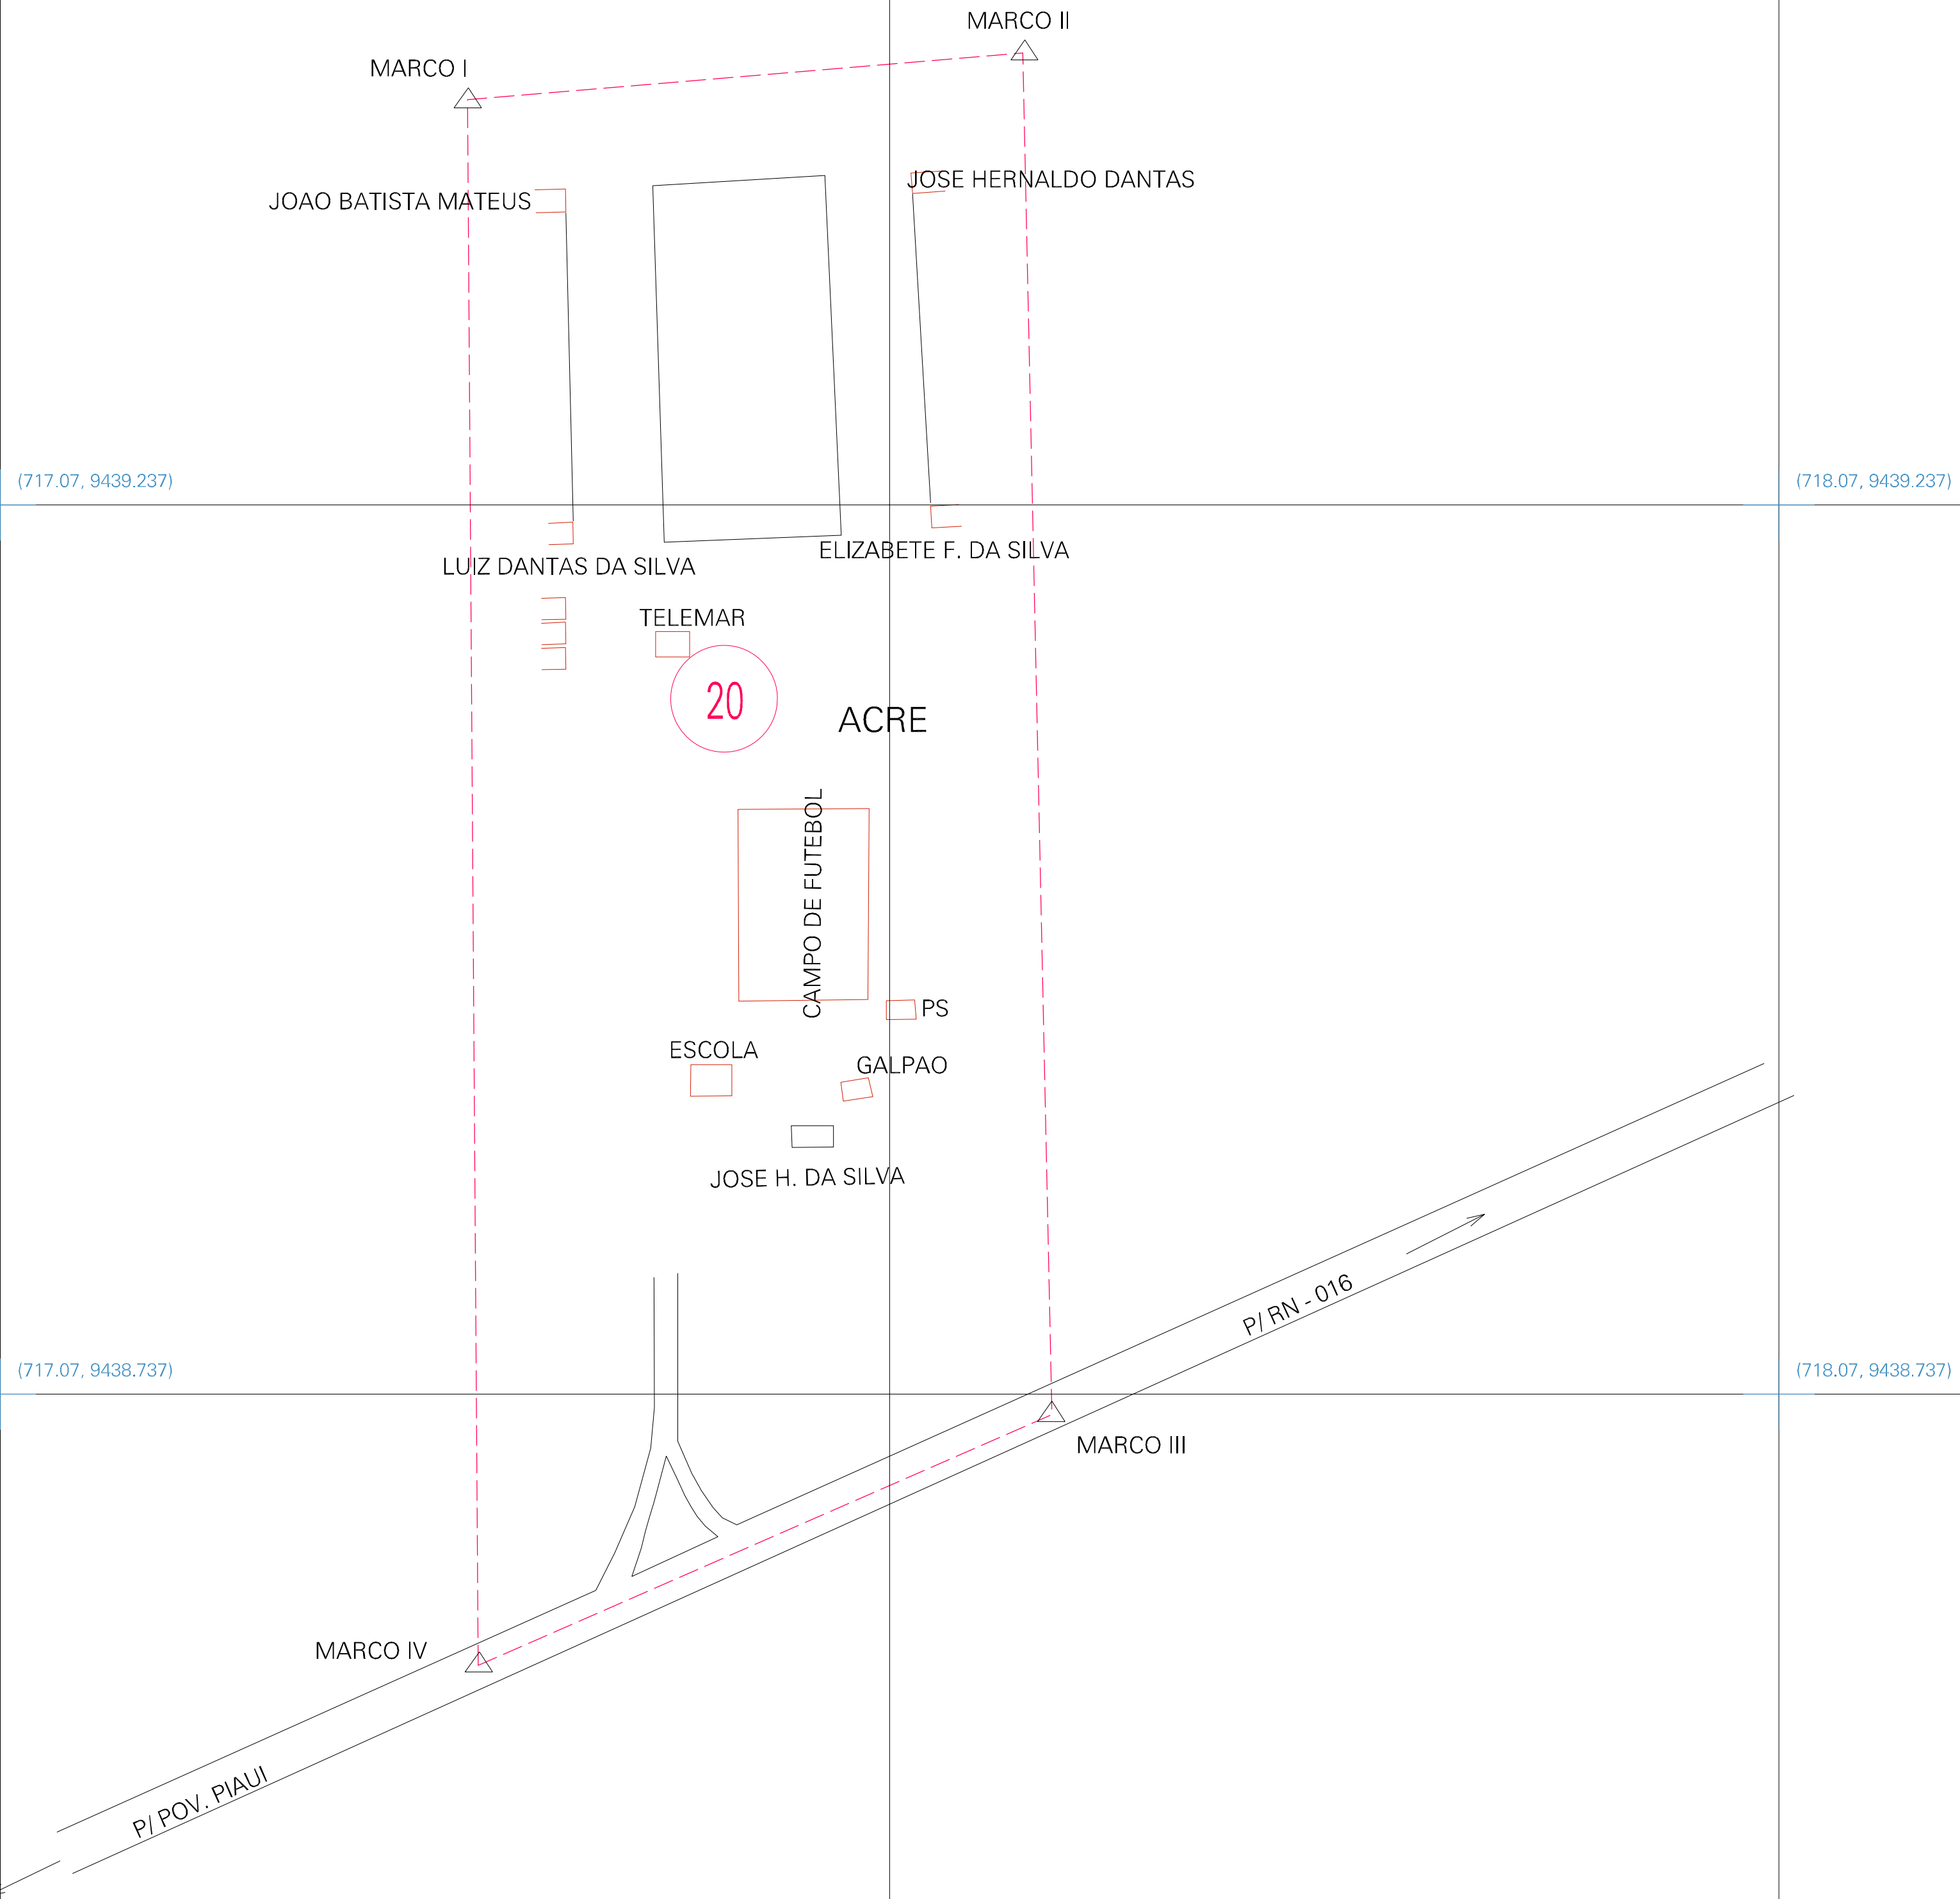 MARCO II
MARCO I
JOSE HERNALDO DANTAS
JOAO BATISTA MATEUS
(717.07, 9439.237)
(718.07, 9439.237)
ELIZABETE F. DA SILVA
LUIZ DANTAS DA SILVA
TELEMAR
20
ACRE
CAMPO DE FUTEBOL
PS
ESCOLA
GALPAO
JOSE H. DA SILVA
P/ RN - 016
(717.07, 9438.737)
(718.07, 9438.737)
MARCO III
MARCO IV
P/ POV. PIAUI